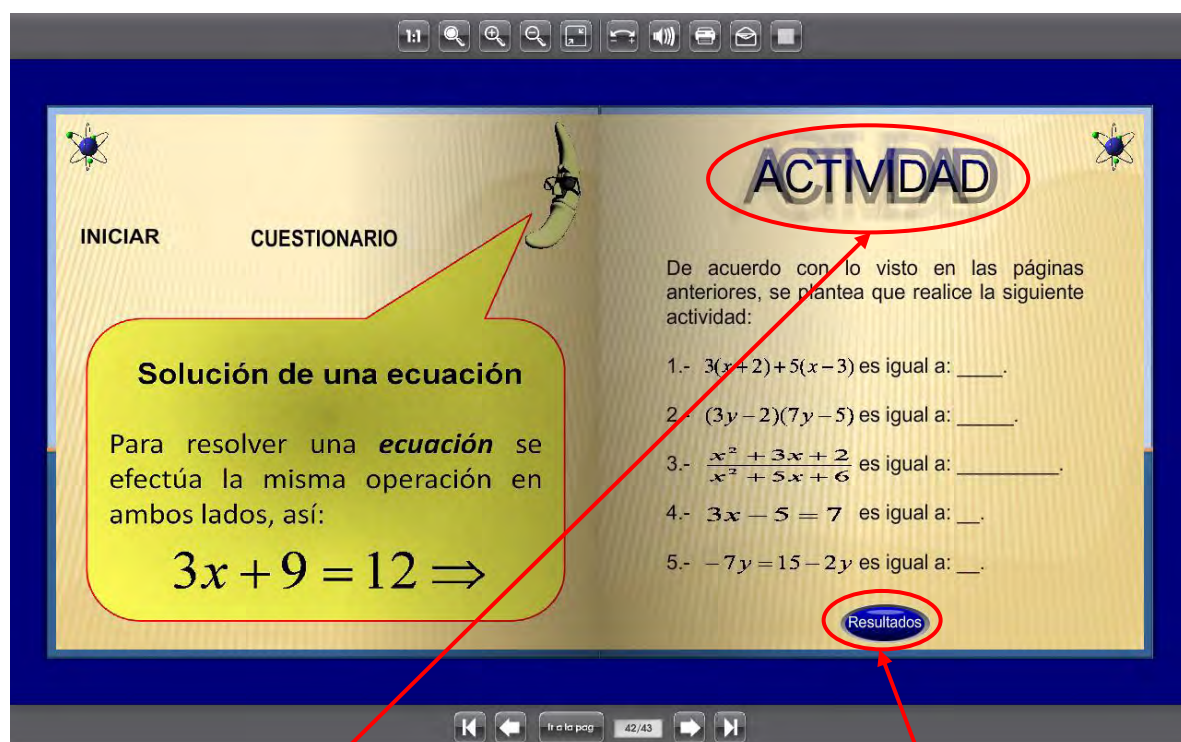 1:1
INICIAR CUESTIONARIO
Solución de una ecuación
Para resolver una ecuación se
efectúa la misma operación en
ambos lados, así:
3x + 9 = 12 ⇒
ACTIVIDAD
De acuerdo con lo visto en las páginas
anteriores, se plantea que realice la siguiente
actividad:
1.- 3(x+2)+5(x−3) es igual a: ____.
2.- (3y−2)(7y−5) es igual a: _____.
3.- (x² + 3x + 2)/(x² + 5x + 6) es igual a: _________.
4.- 3x − 5 = 7 es igual a: __.
5.- −7y = 15 − 2y es igual a: __.
Resultados
Ir a la pag 42/43